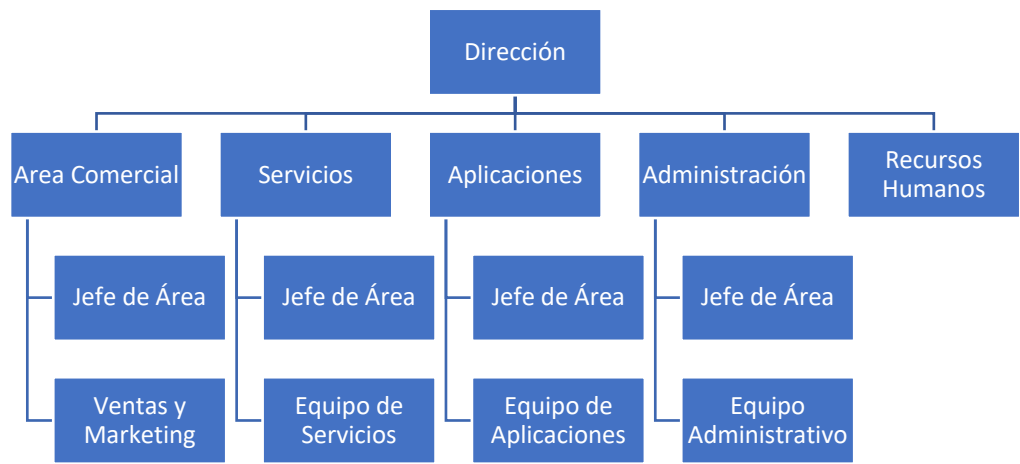 Dirección
Area Comercial
Servicios
Aplicaciones
Administración
Recursos
Humanos
Jefe de Área
Jefe de Área
Jefe de Área
Jefe de Área
Ventas y
Marketing
Equipo de
Servicios
Equipo de
Aplicaciones
Equipo
Administrativo